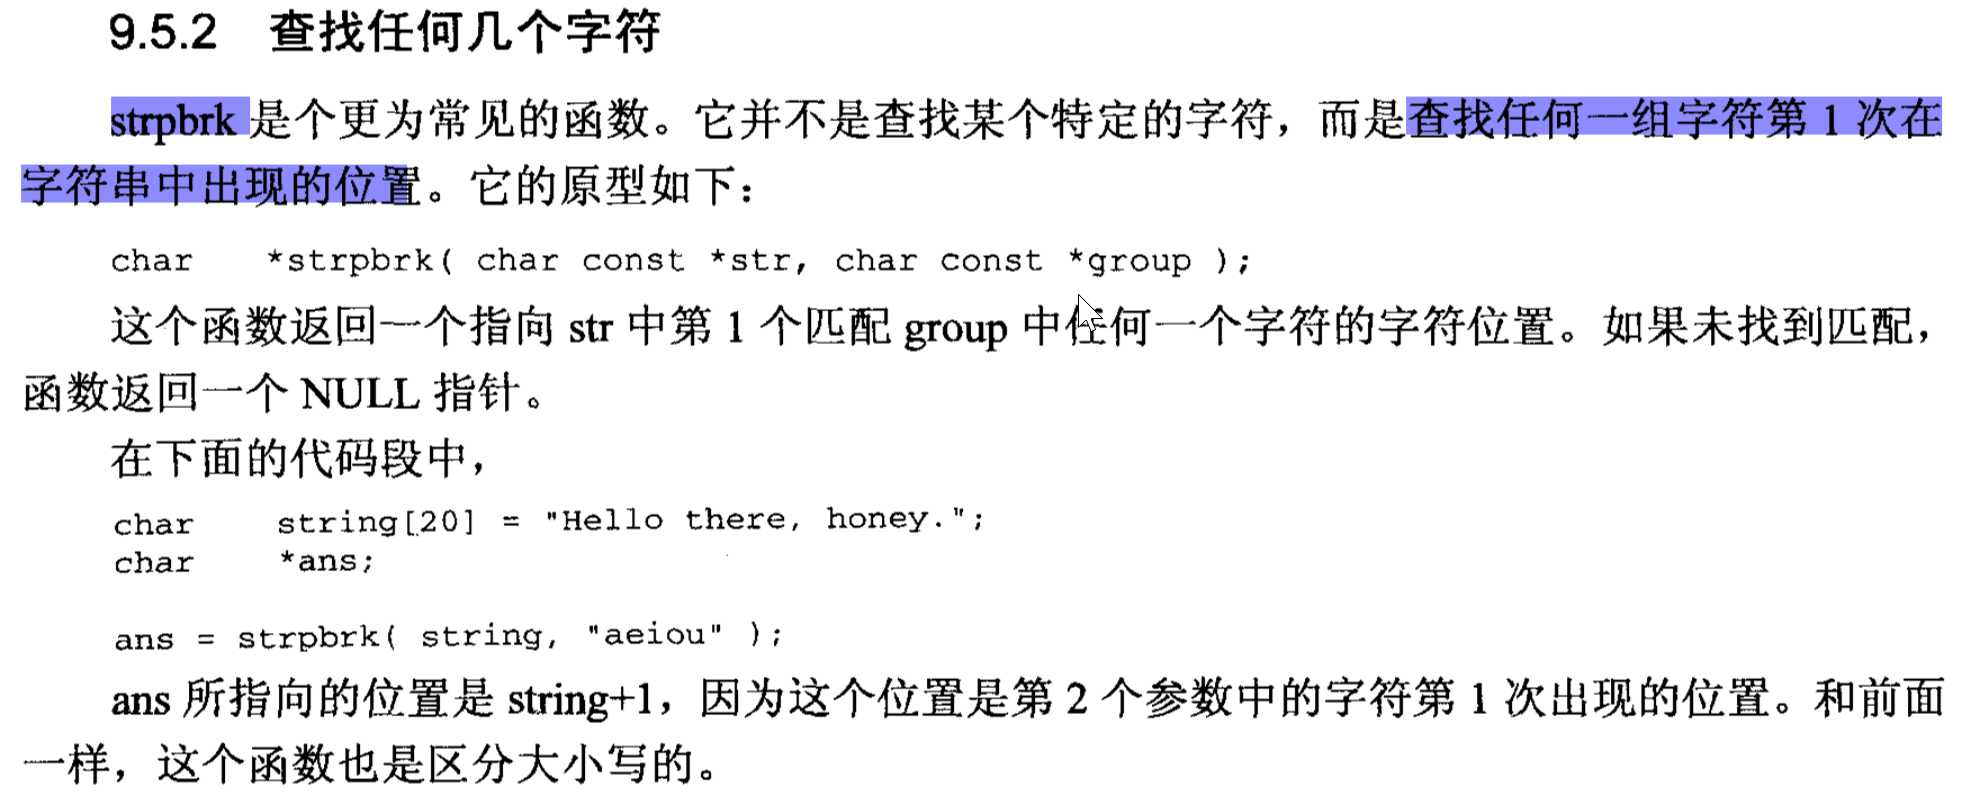 9.5.2 查找任何几个字符
strpbrk 是个更为常见的函数。它并不是查找某个特定的字符，而是查找任何一组字符第 1 次在
字符串中出现的位置。它的原型如下：
char *strpbrk( char const *str, char const *group );
这个函数返回一个指向 str 中第 1 个匹配 group 中任何一个字符的字符位置。如果未找到匹配，
函数返回一个 NULL 指针。
在下面的代码段中，
char string[20] = "Hello there, honey.";
char *ans;
ans = strpbrk( string, "aeiou" );
ans 所指向的位置是 string+1，因为这个位置是第 2 个参数中的字符第 1 次出现的位置。和前面
一样，这个函数也是区分大小写的。